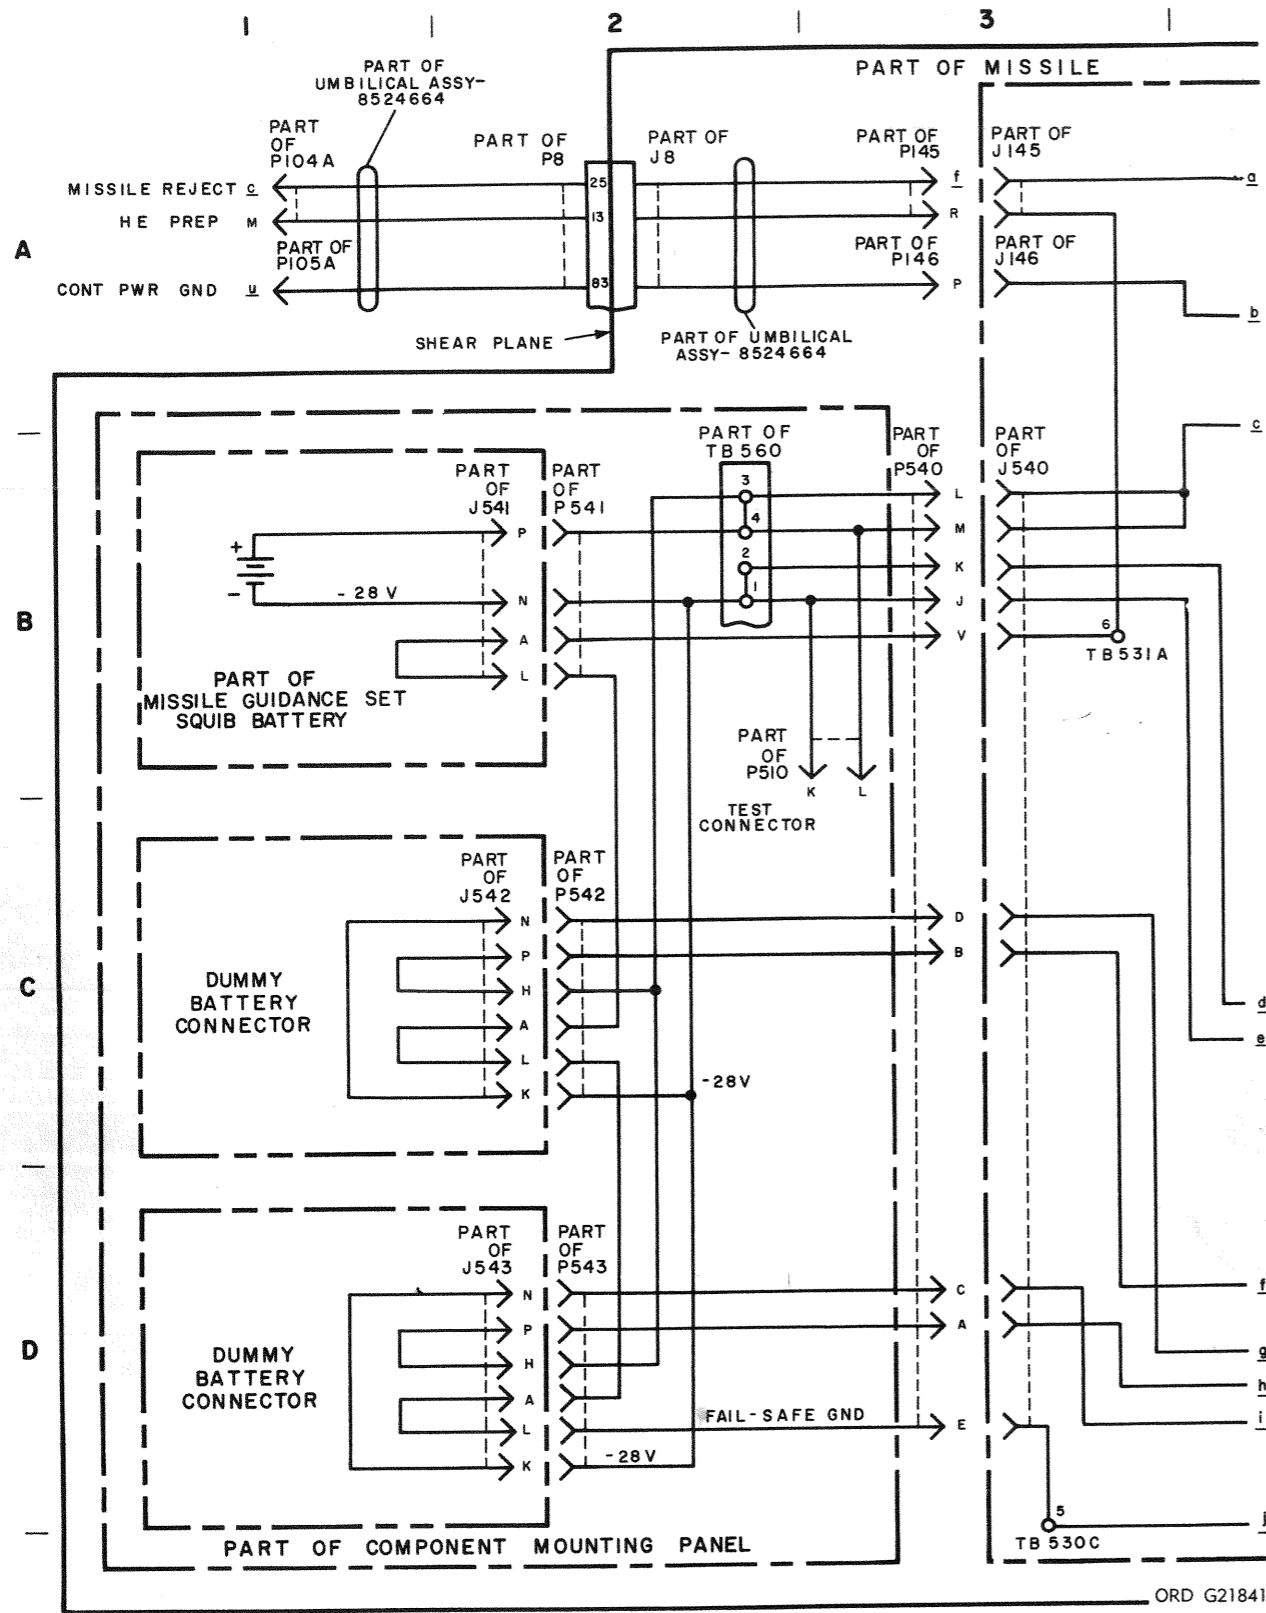 1 2 3
PART OF MISSILE
PART OF
UMBILICAL ASSY-
8524664
PART
OF
P104A
PART OF
P8
PART OF
J8
PART OF
P145
PART OF
J145
MISSILE REJECT c
25
f
a
HE PREP M
13
R
A
PART OF
P105A
PART OF
P146
PART OF
J146
CONT PWR GND u
83
P
b
SHEAR PLANE
PART OF UMBILICAL
ASSY- 8524664
c
PART OF
TB 560
PART
OF
P540
PART
OF
J540
PART
OF
J541
PART
OF
P541
3
L
P
4
M
+
2
K
-
- 28 V
N
1
J
B
A
V
6
TB531A
L
PART OF
MISSILE GUIDANCE SET
SQUIB BATTERY
PART
OF
P510
K L
TEST
CONNECTOR
PART
OF
J542
PART
OF
P542
N
D
P
B
C
DUMMY
BATTERY
CONNECTOR
H
A
L
K
-28V
d
e
PART
OF
J543
PART
OF
P543
N
C
f
P
A
D
DUMMY
BATTERY
CONNECTOR
H
A
L
K
g
h
i
FAIL-SAFE GND
E
-28V
5
j
TB 530C
PART OF COMPONENT MOUNTING PANEL
ORD G21841